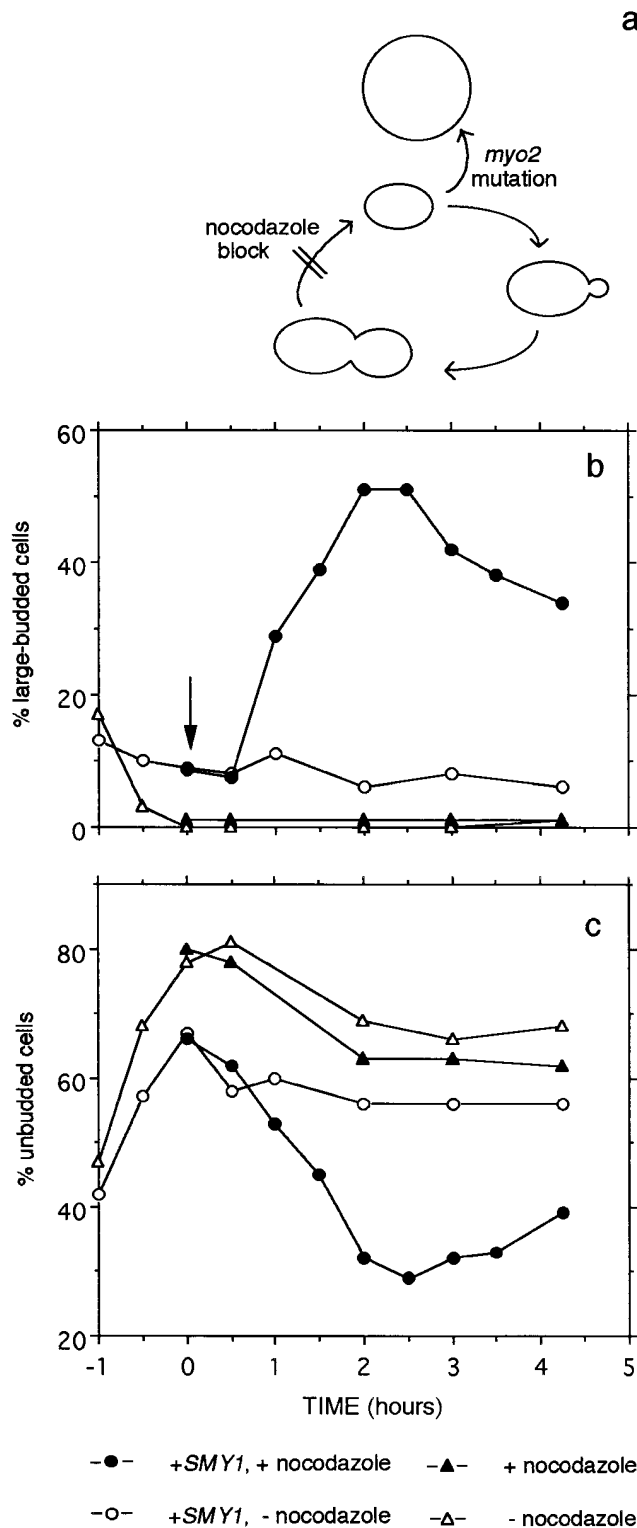 a
myo2
mutation
nocodazole
block
b
% large-budded cells
60
40
20
0
c
% unbudded cells
80
60
40
20
-1 0 1 2 3 4 5
TIME (hours)
+SMY1, + nocodazole
+ nocodazole
+SMY1, - nocodazole
- nocodazole